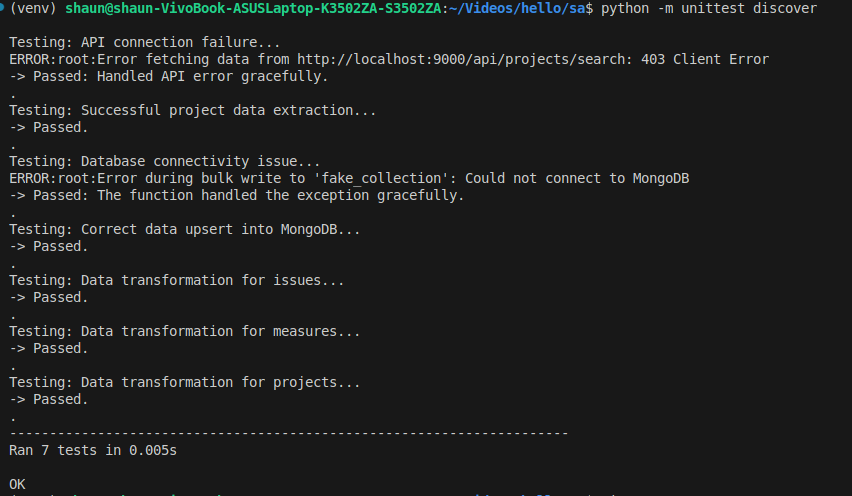 (venv) shaun@shaun-VivoBook-ASUSLaptop-K3502ZA-S3502ZA:~/Videos/hello/sa$ python -m unittest discover
Testing: API connection failure...
ERROR:root:Error fetching data from http://localhost:9000/api/projects/search: 403 Client Error
-> Passed: Handled API error gracefully.
.
Testing: Successful project data extraction...
-> Passed.
.
Testing: Database connectivity issue...
ERROR:root:Error during bulk write to 'fake_collection': Could not connect to MongoDB
-> Passed: The function handled the exception gracefully.
.
Testing: Correct data upsert into MongoDB...
-> Passed.
.
Testing: Data transformation for issues...
-> Passed.
.
Testing: Data transformation for measures...
-> Passed.
.
Testing: Data transformation for projects...
-> Passed.
.
----------------------------------------------------------------------
Ran 7 tests in 0.005s
OK